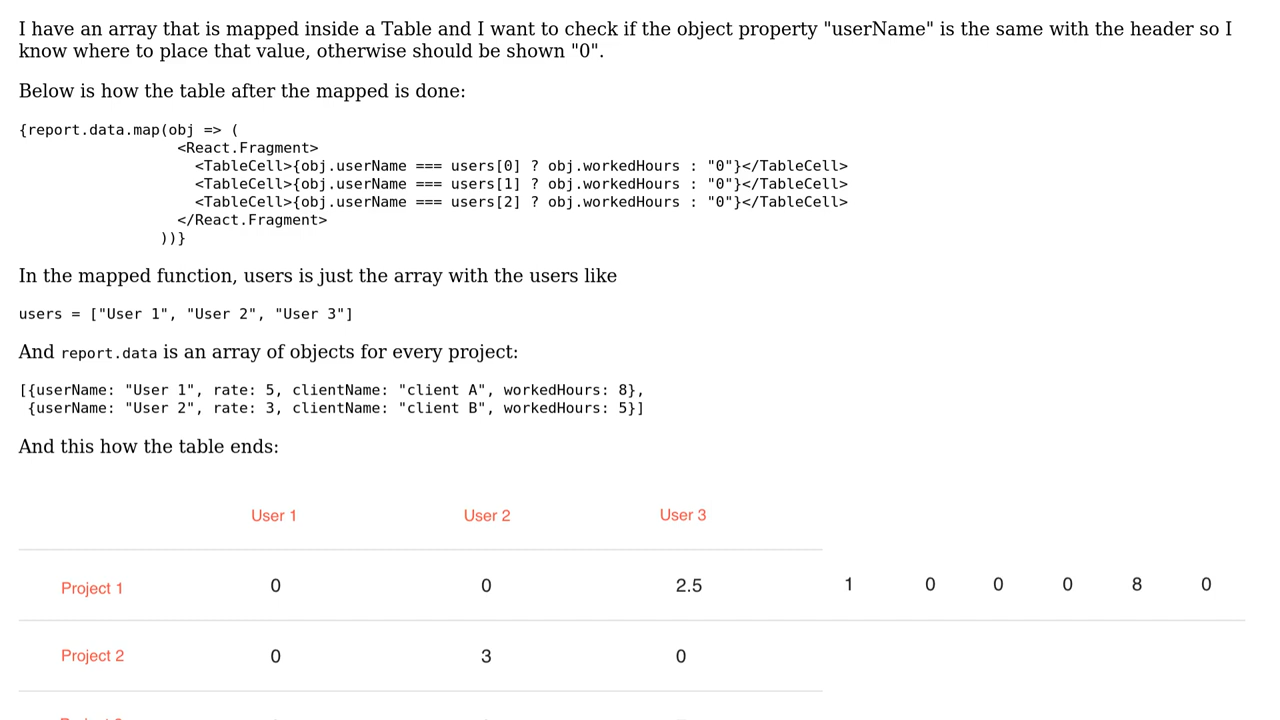 I have an array that is mapped inside a Table and I want to check if the object property "userName" is the same with the header so I
know where to place that value, otherwise should be shown "0".
Below is how the table after the mapped is done:
{report.data.map(obj => (
<React.Fragment>
<TableCell>{obj.userName === users[0] ? obj.workedHours : "0"}</TableCell>
<TableCell>{obj.userName === users[1] ? obj.workedHours : "0"}</TableCell>
<TableCell>{obj.userName === users[2] ? obj.workedHours : "0"}</TableCell>
</React.Fragment>
))}
In the mapped function, users is just the array with the users like
users = ["User 1", "User 2", "User 3"]
And report.data is an array of objects for every project:
[{userName: "User 1", rate: 5, clientName: "client A", workedHours: 8},
{userName: "User 2", rate: 3, clientName: "client B", workedHours: 5}]
And this how the table ends:
User 1 User 2 User 3
Project 1 0 0 2.5 1 0 0 0 8 0
Project 2 0 3 0